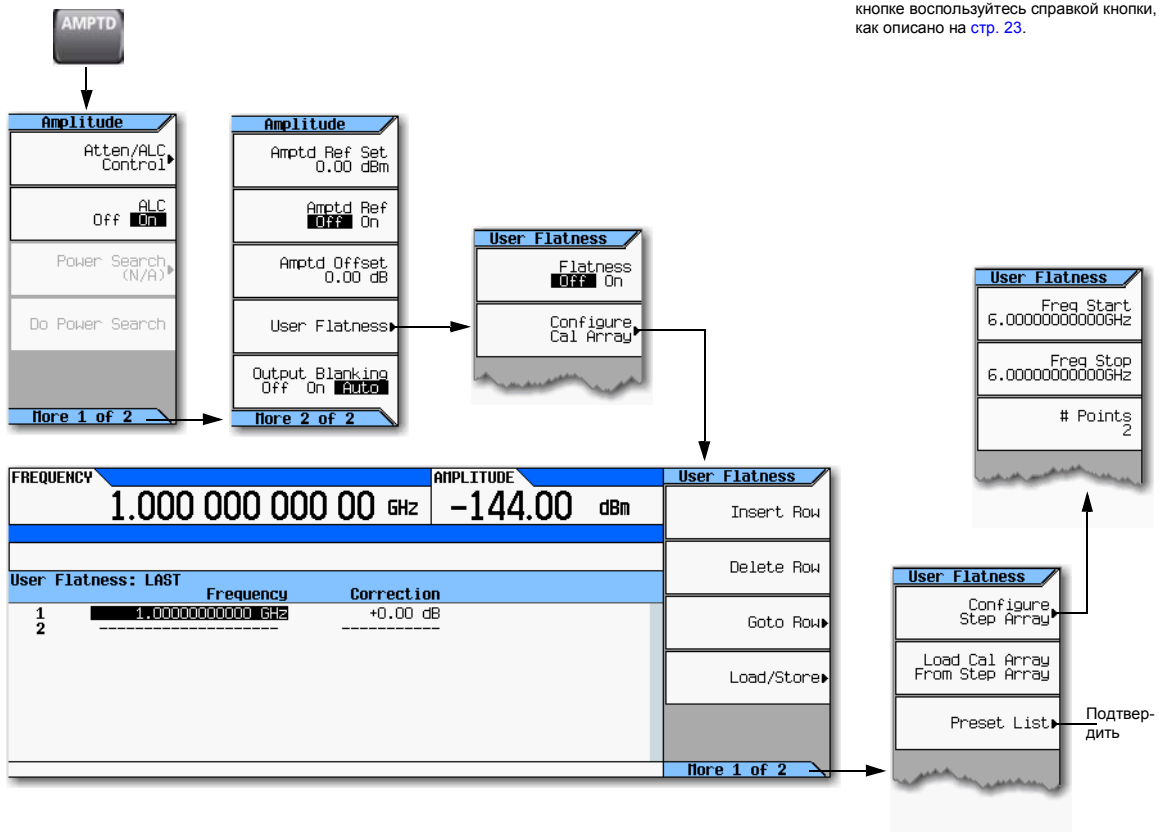 кнопке воспользуйтесь справкой кнопки,
как описано на стр. 23.
AMPTD
Amplitude
Atten/ALC
Control
ALC
Off On
Power Search
(N/A)
Do Power Search
More 1 of 2
Amplitude
Amptd Ref Set
0.00 dBm
Amptd Ref
Off On
Amptd Offset
0.00 dB
User Flatness
Output Blanking
Off On Auto
More 2 of 2
User Flatness
Flatness
Off On
Configure
Cal Array
User Flatness
Freq Start
6.00000000000GHz
Freq Stop
6.00000000000GHz
# Points
2
FREQUENCY
1.000 000 000 00 GHz
AMPLITUDE
-144.00 dBm
User Flatness: LAST
Frequency Correction
1 1.00000000000 GHz +0.00 dB
2 -------------------- -----------
User Flatness
Insert Row
Delete Row
Goto Row
Load/Store
More 1 of 2
User Flatness
Configure
Step Array
Load Cal Array
From Step Array
Preset List
Подтвер-
дить